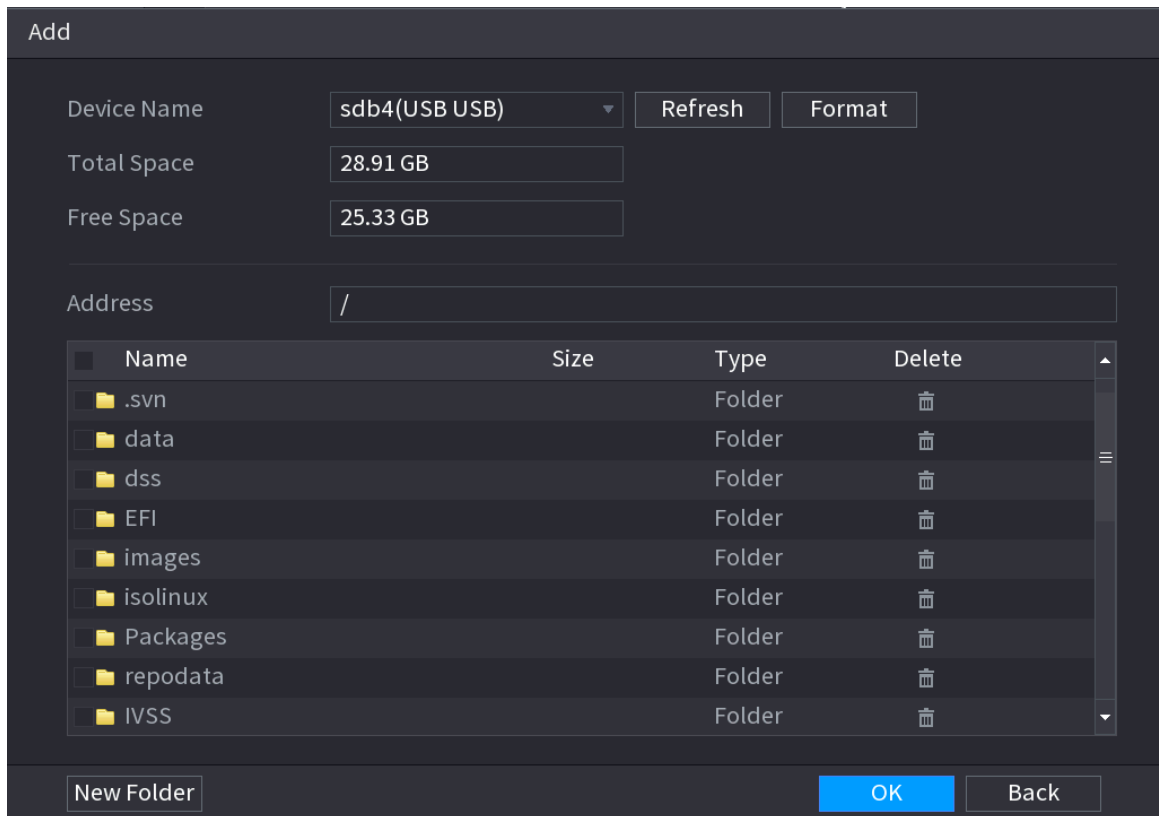 Add
Device Name sdb4(USB USB) Refresh Format
Total Space 28.91 GB
Free Space 25.33 GB
Address /
Name Size Type Delete
.svn Folder
data Folder
dss Folder
EFI Folder
images Folder
isolinux Folder
Packages Folder
repodata Folder
IVSS Folder
New Folder OK Back